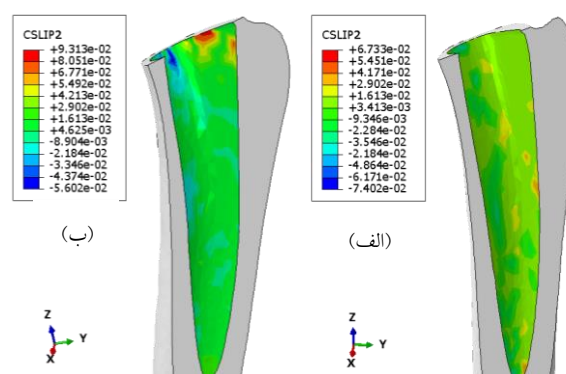 CSLIP2
+9.313e-02
+8.051e-02
+6.771e-02
+5.492e-02
+4.213e-02
+2.902e-02
+1.613e-02
+4.625e-03
-8.904e-03
-2.184e-02
-3.346e-02
-4.374e-02
-5.602e-02
(ب)
Z
Y
X
CSLIP2
+6.733e-02
+5.451e-02
+4.171e-02
+2.902e-02
+1.613e-02
+3.413e-03
-9.346e-03
-2.284e-02
-3.546e-02
-2.184e-02
-4.864e-02
-6.171e-02
-7.402e-02
(الف)
Z
Y
X